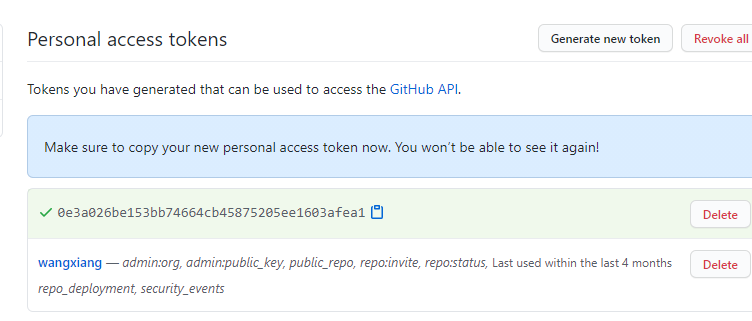 Personal access tokens
Generate new token
Revoke all
Tokens you have generated that can be used to access the GitHub API.
Make sure to copy your new personal access token now. You won't be able to see it again!
0e3a026be153bb74664cb45875205ee1603afea1
Delete
wangxiang — admin:org, admin:public_key, public_repo, repo:invite, repo:status, Last used within the last 4 months
Delete
repo_deployment, security_events